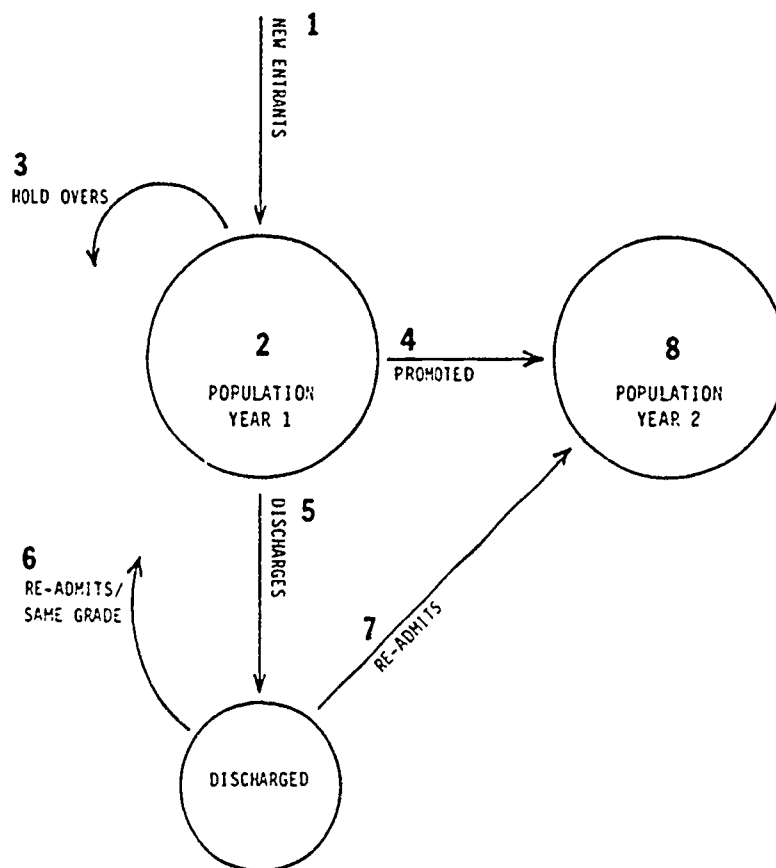 1
NEW ENTRANTS
3
HOLD OVERS
2
POPULATION
YEAR 1
4
PROMOTED
8
POPULATION
YEAR 2
5
DISCHARGES
6
RE-ADMITS/
SAME GRADE
7
RE-ADMITS
DISCHARGED